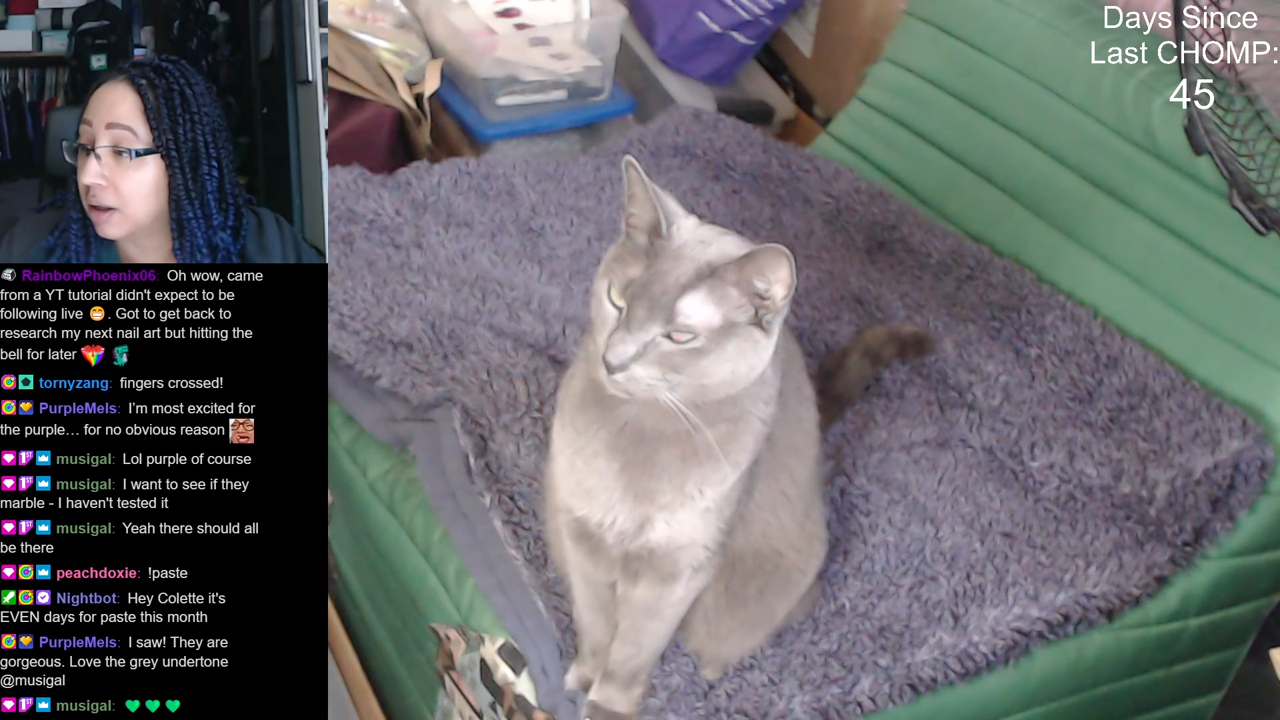 Days Since
Last CHOMP:
45
RainbowPhoenix06: Oh wow, came
from a YT tutorial didn't expect to be
following live 😁. Got to get back to
research my next nail art but hitting the
bell for later
tornyzang: fingers crossed!
PurpleMels: I'm most excited for
the purple… for no obvious reason
musigal: Lol purple of course
musigal: I want to see if they
marble - I haven't tested it
musigal: Yeah there should all
be there
peachdoxie: !paste
Nightbot: Hey Colette it's
EVEN days for paste this month
PurpleMels: I saw! They are
gorgeous. Love the grey undertone
@musigal
musigal: 💚 💚 💚